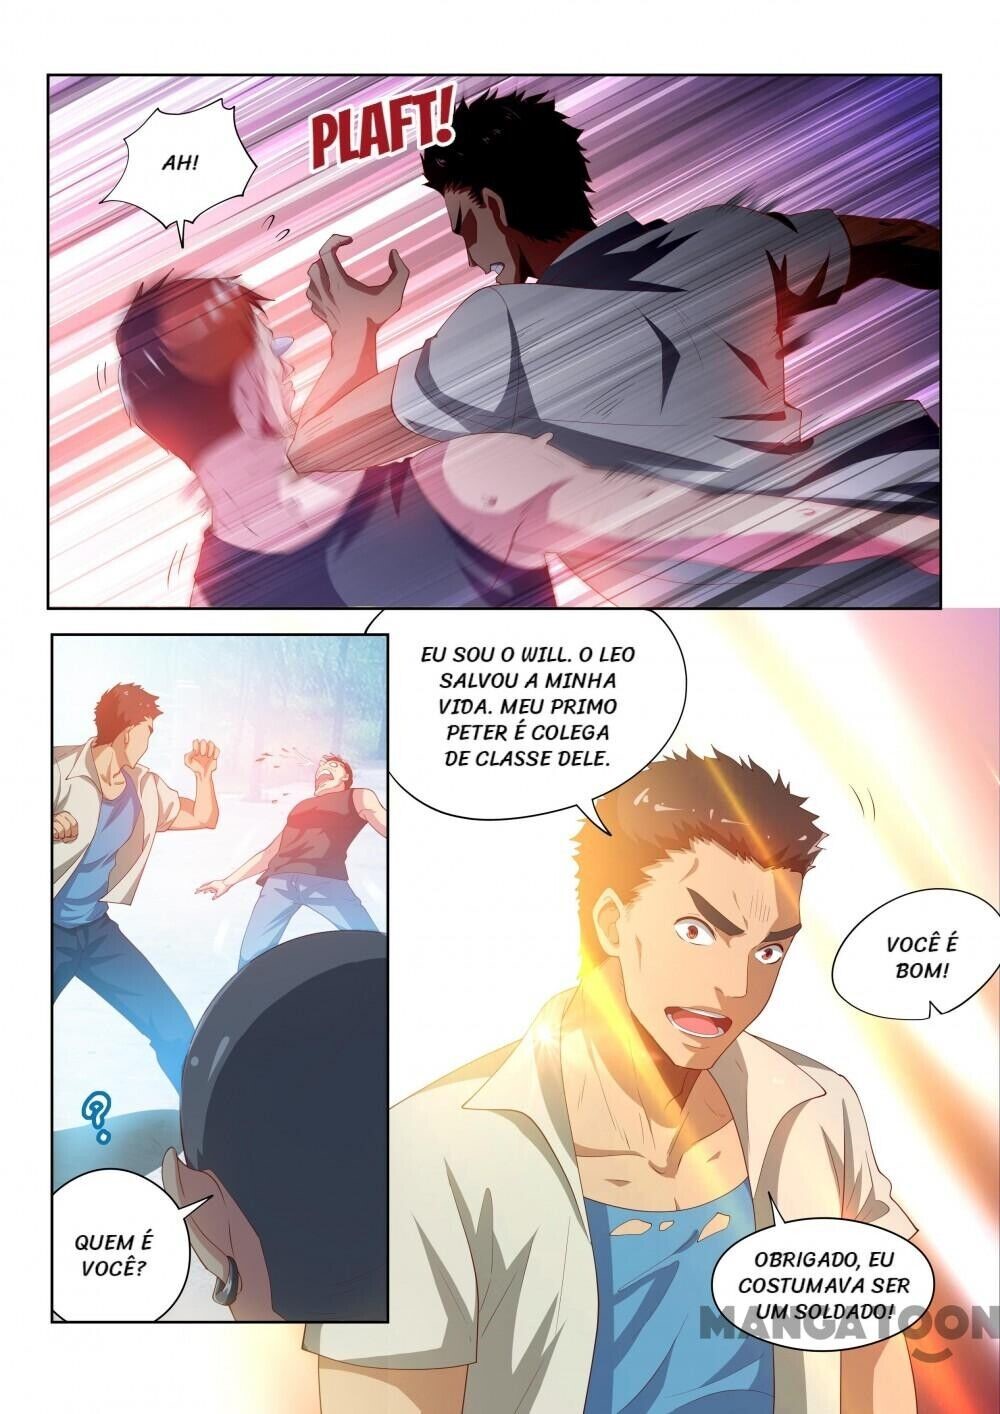 AH!
PLAFT!
EU SOU O WILL. O LEO
SALVOU A MINHA
VIDA. MEU PRIMO
PETER É COLEGA
DE CLASSE DELE.
VOCÊ É
BOM!
?
QUEM É
VOCÊ?
OBRIGADO, EU
COSTUMAVA SER
UM SOLDADO!
MANGATOON